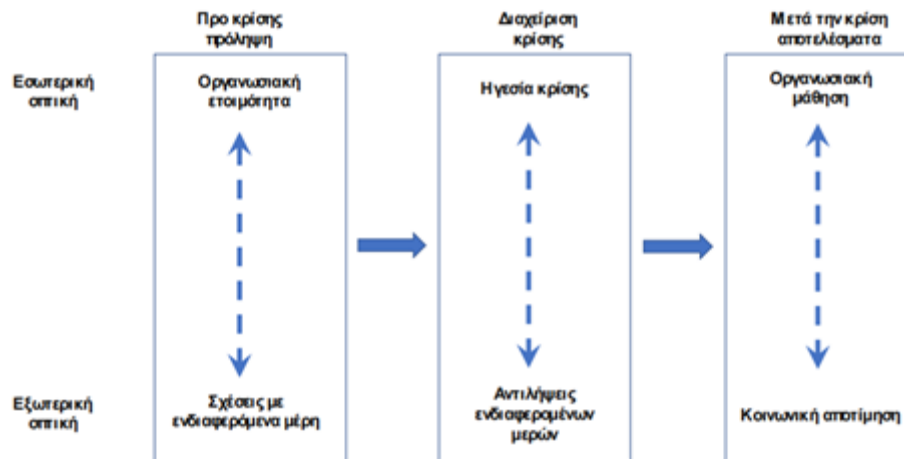 Προ κρίσης
πρόληψη
Διαχείριση
κρίσης
Μετά την κρίση
αποτελέσματα
Εσωτερική
οπτική
Οργανωσιακή
ετοιμότητα
Ηγεσία κρίσης
Οργανωσιακή
μάθηση
Εξωτερική
οπτική
Σχέσεις με
ενδιαφερόμενα μέρη
Αντιλήψεις
ενδιαφερομένων
μερών
Κοινωνική αποτίμηση